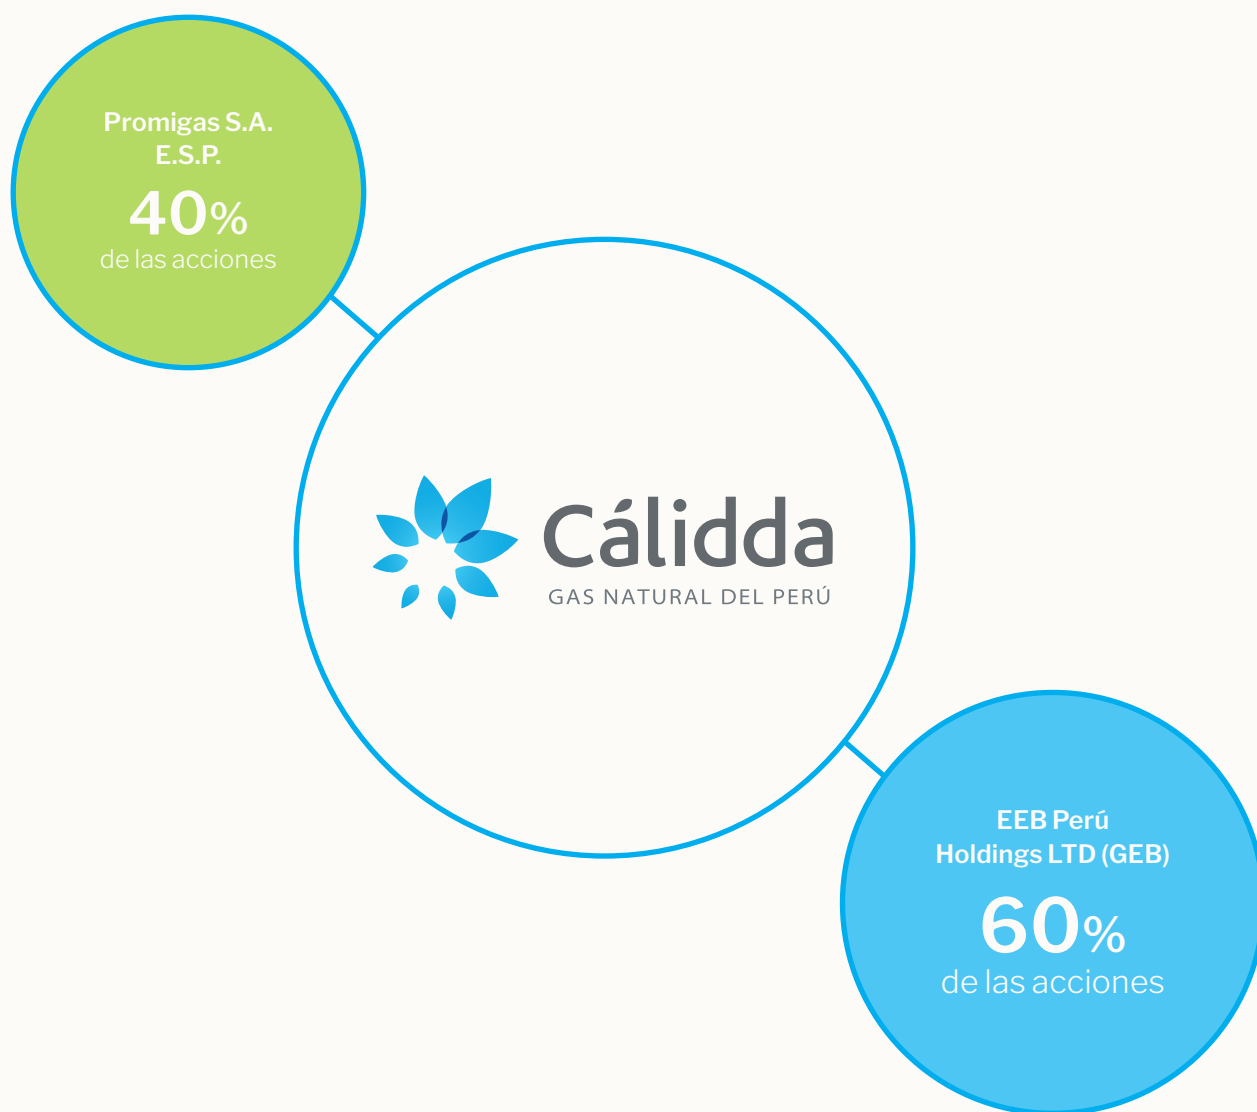 Promigas S.A.
E.S.P.
40%
de las acciones
Cálidda
GAS NATURAL DEL PERÚ
EEB Perú
Holdings LTD (GEB)
60%
de las acciones